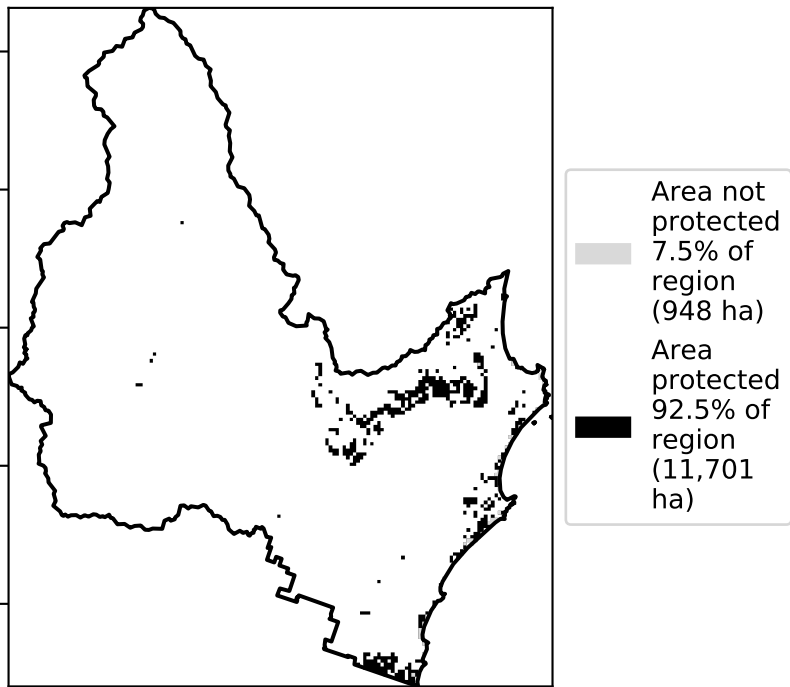 Area not
protected
7.5% of
region
(948 ha)
Area
protected
92.5% of
region
(11,701
ha)